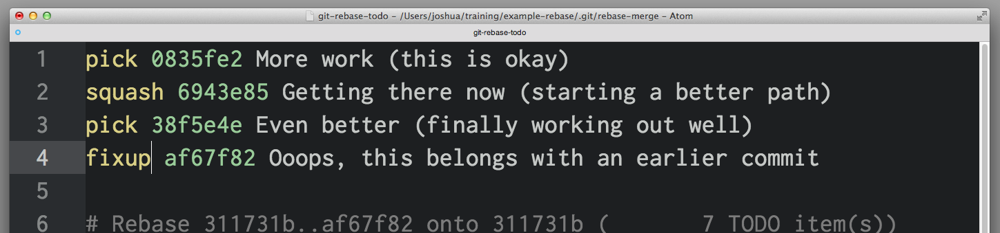 git-rebase-todo – /Users/joshua/training/example-rebase/.git/rebase-merge – Atom
git-rebase-todo
1 pick 0835fe2 More work (this is okay)
2 squash 6943e85 Getting there now (starting a better path)
3 pick 38f5e4e Even better (finally working out well)
4 fixup af67f82 Ooops, this belongs with an earlier commit
5
6 # Rebase 311731b..af67f82 onto 311731b (       7 TODO item(s))